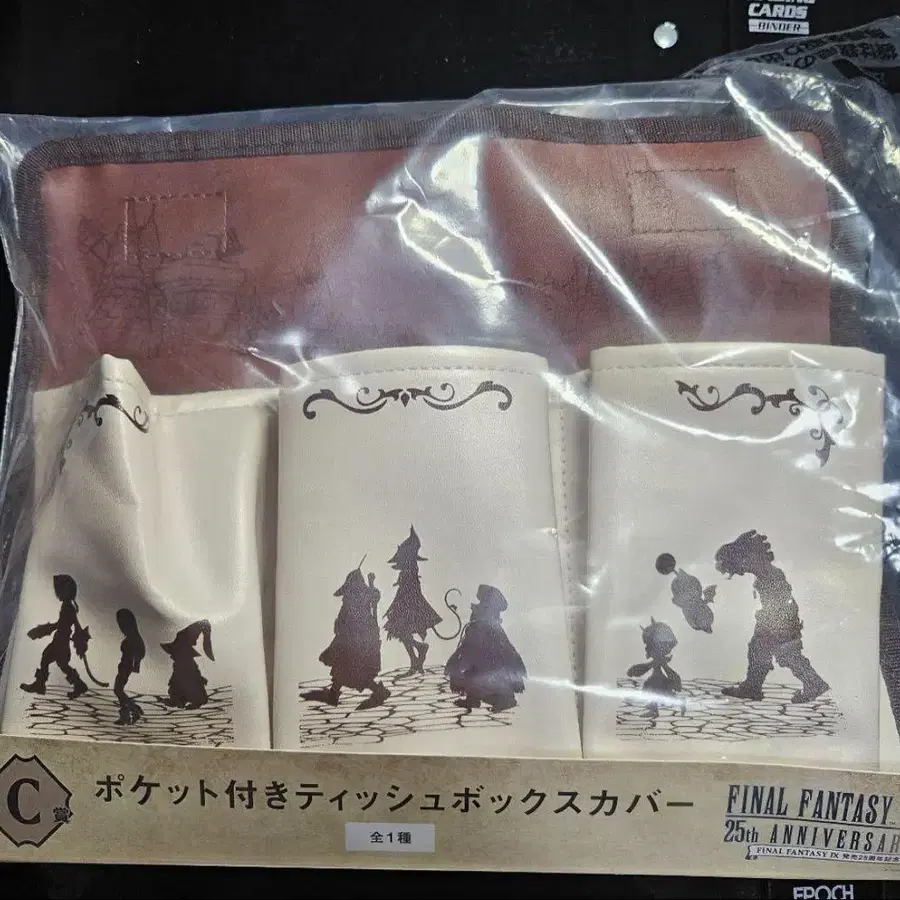 CARDS
BINDER
C賞
ポケット付きティッシュボックスカバー
全1種
FINAL FANTASY
25th ANNIVERSAR
FINAL FANTASY IX 発売25周年記念
EPOCH